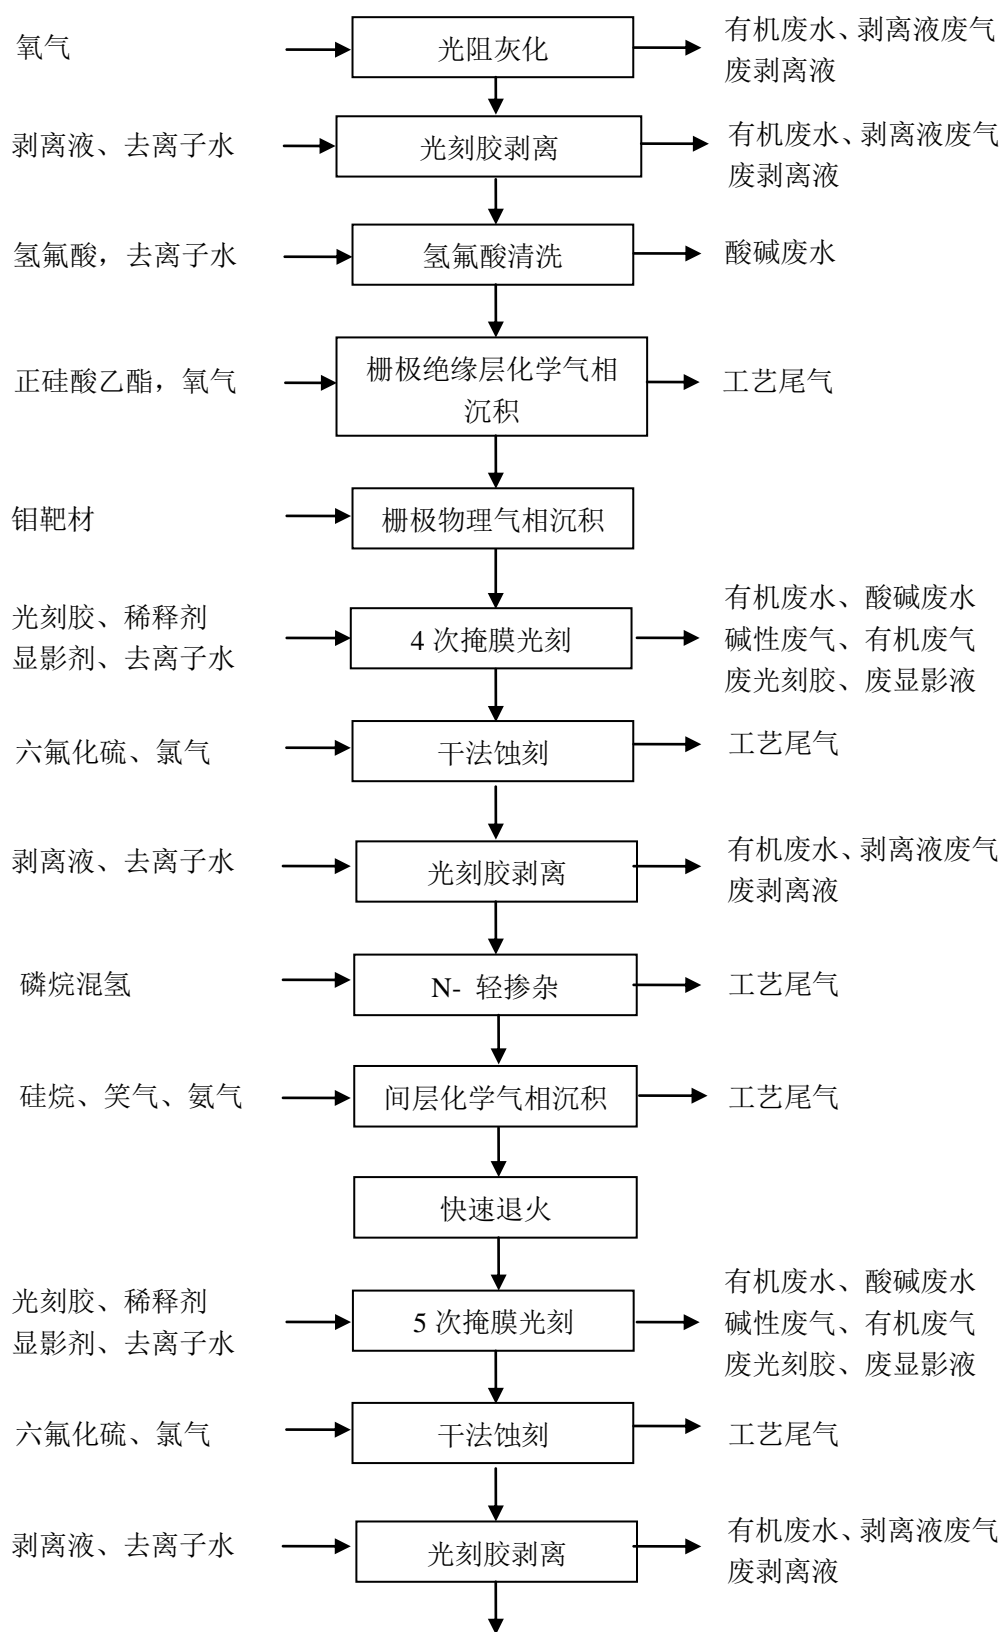 氧气
光阻灰化
有机废水、剥离液废气
废剥离液
剥离液、去离子水
光刻胶剥离
有机废水、剥离液废气
废剥离液
氢氟酸，去离子水
氢氟酸清洗
酸碱废水
正硅酸乙酯，氧气
栅极绝缘层化学气相
沉积
工艺尾气
钼靶材
栅极物理气相沉积
光刻胶、稀释剂
显影剂、去离子水
4 次掩膜光刻
有机废水、酸碱废水
碱性废气、有机废气
废光刻胶、废显影液
六氟化硫、氯气
干法蚀刻
工艺尾气
剥离液、去离子水
光刻胶剥离
有机废水、剥离液废气
废剥离液
磷烷混氢
N- 轻掺杂
工艺尾气
硅烷、笑气、氨气
间层化学气相沉积
工艺尾气
快速退火
光刻胶、稀释剂
显影剂、去离子水
5 次掩膜光刻
有机废水、酸碱废水
碱性废气、有机废气
废光刻胶、废显影液
六氟化硫、氯气
干法蚀刻
工艺尾气
剥离液、去离子水
光刻胶剥离
有机废水、剥离液废气
废剥离液